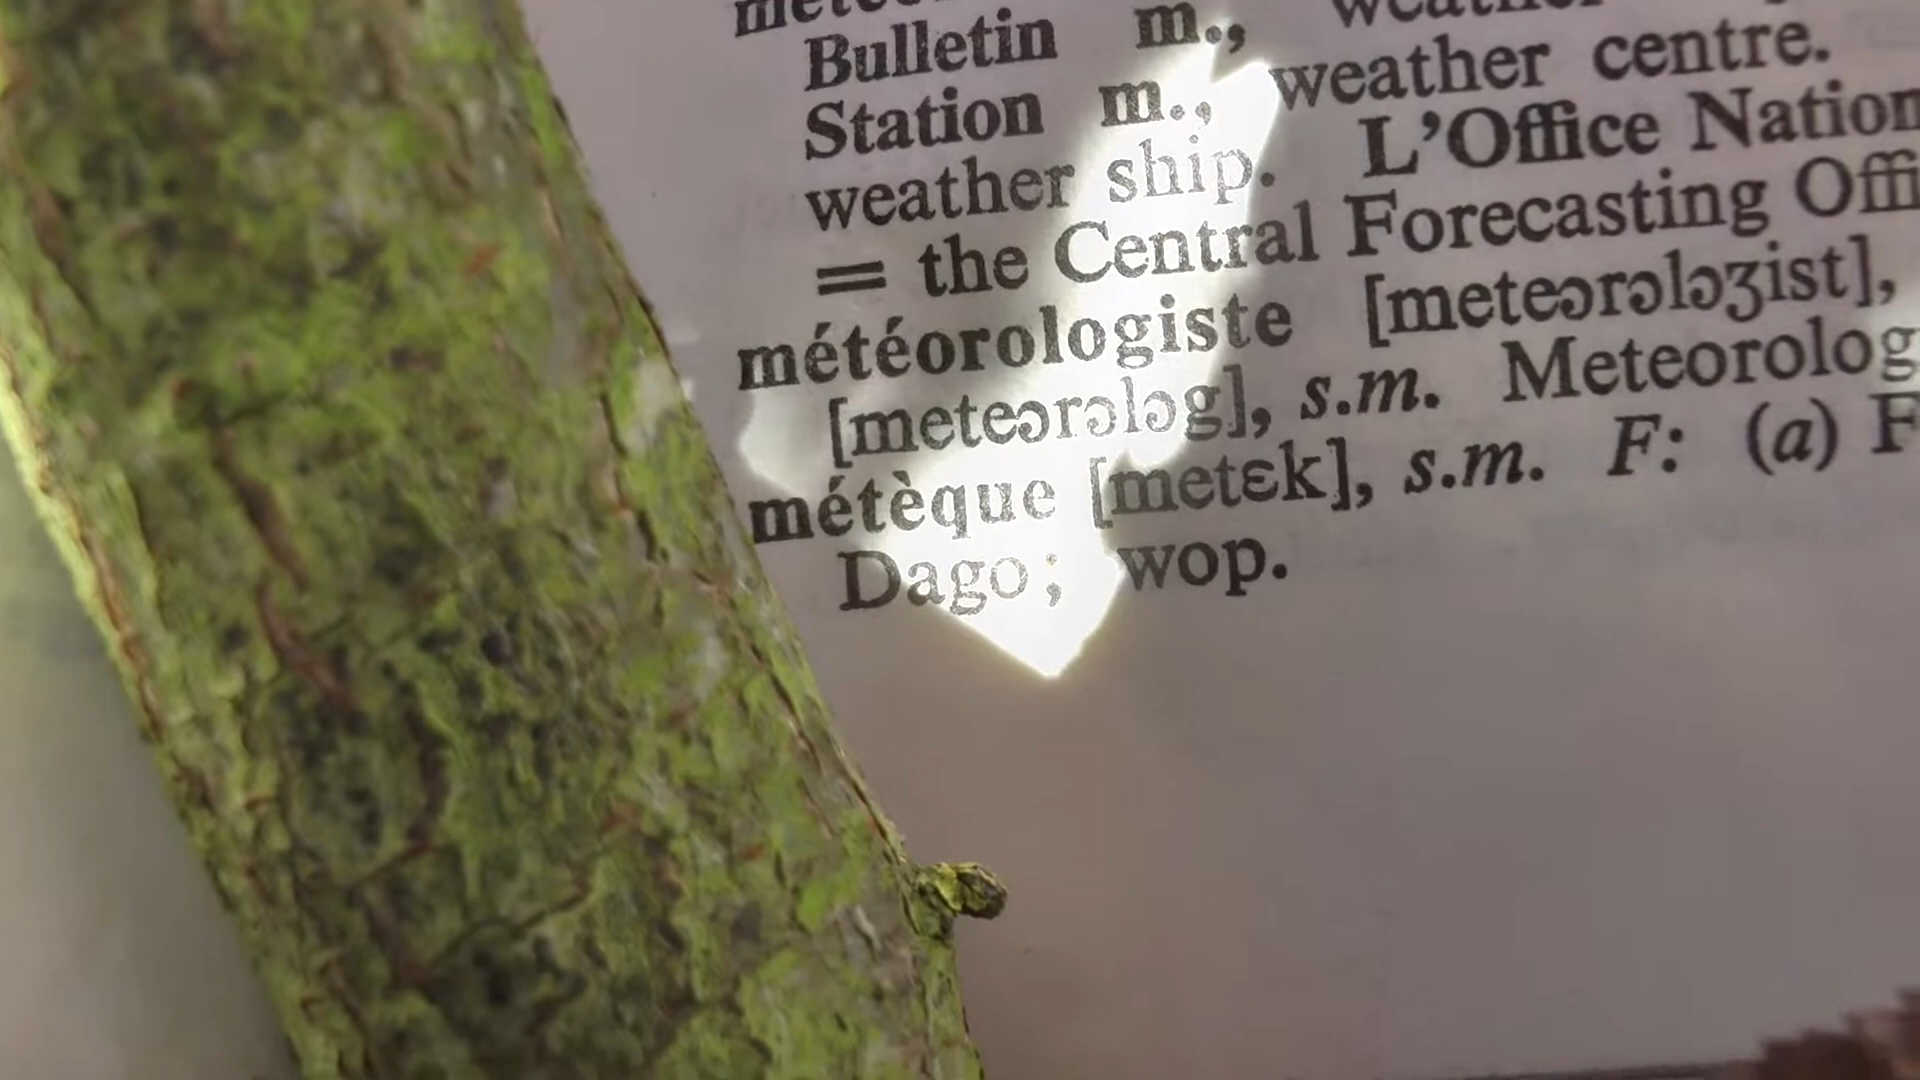 Bulletin m., weather
Station m., weather centre.
weather ship. L'Office Nation
= the Central Forecasting Offi
météorologiste [meteɔrɔlɔʒist],
[meteɔrɔlɔg], s.m. Meteorolog
métèque [metɛk], s.m. F: (a) F
Dago; wop.